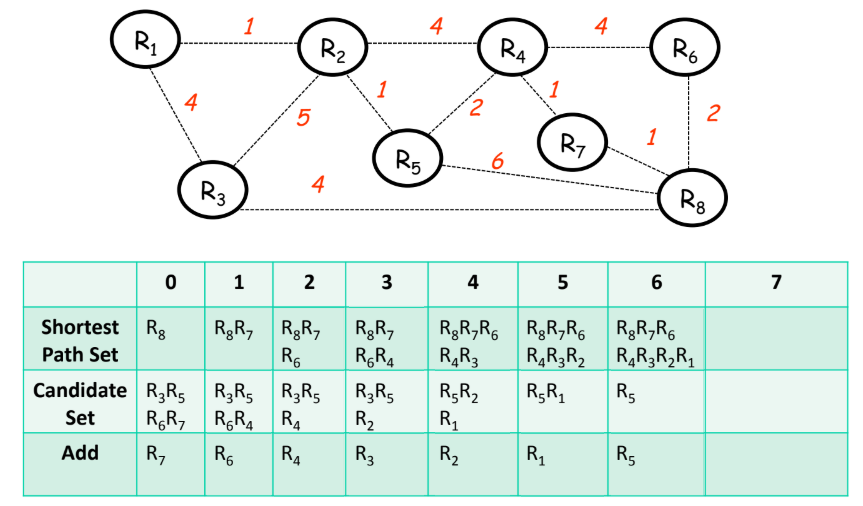 R1 1 R2 4 R4 4 R6
4 5 1 2 1 1 2
R3 4 R5 6 R7 R8
0 1 2 3 4 5 6 7
Shortest Path Set
R8
R8R7
R8R7
R6
R8R7
R6R4
R8R7R6
R4R3
R8R7R6
R4R3R2
R8R7R6
R4R3R2R1
Candidate Set
R3R5
R6R7
R3R5
R6R4
R3R5
R4
R3R5
R2
R5R2
R1
R5R1
R5
Add R7 R6 R4 R3 R2 R1 R5